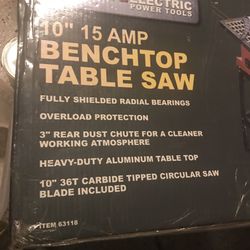 ELECTRIC
POWER TOOLS
10" 15 AMP
BENCHTOP
TABLE SAW
FULLY SHIELDED RADIAL BEARINGS
OVERLOAD PROTECTION
3" REAR DUST CHUTE FOR A CLEANER
WORKING ATMOSPHERE
HEAVY-DUTY ALUMINUM TABLE TOP
10" 36T CARBIDE TIPPED CIRCULAR SAW
BLADE INCLUDED
ITEM 63118